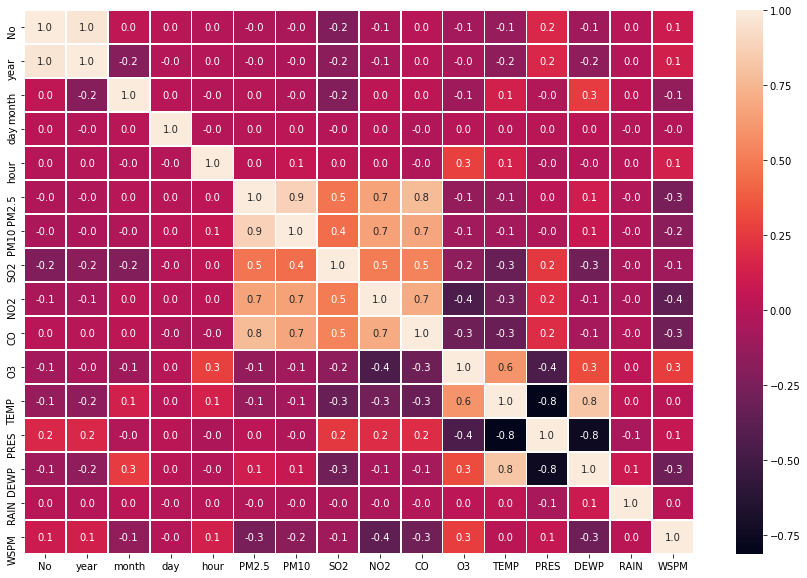 No 1.0 1.0 0.0 0.0 0.0 -0.0 -0.0 -0.2 -0.1 0.0 -0.1 -0.1 0.2 -0.1 0.0 0.1
year 1.0 1.0 -0.2 -0.0 -0.0 -0.0 -0.0 -0.2 -0.1 0.0 -0.0 -0.2 0.2 -0.2 0.0 0.1
month 0.0 -0.2 1.0 0.0 -0.0 0.0 -0.0 -0.2 0.0 0.0 -0.1 0.1 -0.0 0.3 0.0 -0.1
day 0.0 -0.0 0.0 1.0 -0.0 0.0 0.0 -0.0 0.0 -0.0 0.0 0.0 0.0 0.0 -0.0 -0.0
hour 0.0 -0.0 -0.0 -0.0 1.0 0.0 0.1 0.0 0.0 -0.0 0.3 0.1 -0.0 -0.0 0.0 0.1
PM2.5 -0.0 -0.0 0.0 0.0 0.0 1.0 0.9 0.5 0.7 0.8 -0.1 -0.1 0.0 0.1 -0.0 -0.3
PM10 -0.0 -0.0 -0.0 0.0 0.1 0.9 1.0 0.4 0.7 0.7 -0.1 -0.1 -0.0 0.1 -0.0 -0.2
SO2 -0.2 -0.2 -0.2 -0.0 0.0 0.5 0.4 1.0 0.5 0.5 -0.2 -0.3 0.2 -0.3 -0.0 -0.1
NO2 -0.1 -0.1 0.0 0.0 0.0 0.7 0.7 0.5 1.0 0.7 -0.4 -0.3 0.2 -0.1 -0.0 -0.4
CO 0.0 0.0 0.0 -0.0 -0.0 0.8 0.7 0.5 0.7 1.0 -0.3 -0.3 0.2 -0.1 -0.0 -0.3
O3 -0.1 -0.0 -0.1 0.0 0.3 -0.1 -0.1 -0.2 -0.4 -0.3 1.0 0.6 -0.4 0.3 0.0 0.3
TEMP -0.1 -0.2 0.1 0.0 0.1 -0.1 -0.1 -0.3 -0.3 -0.3 0.6 1.0 -0.8 0.8 0.0 0.0
PRES 0.2 0.2 -0.0 0.0 -0.0 0.0 -0.0 0.2 0.2 0.2 -0.4 -0.8 1.0 -0.8 -0.1 0.1
DEWP -0.1 -0.2 0.3 0.0 -0.0 0.1 0.1 -0.3 -0.1 -0.1 0.3 0.8 -0.8 1.0 0.1 -0.3
RAIN 0.0 0.0 0.0 -0.0 0.0 -0.0 -0.0 -0.0 -0.0 -0.0 0.0 0.0 -0.1 0.1 1.0 0.0
WSPM 0.1 0.1 -0.1 -0.0 0.1 -0.3 -0.2 -0.1 -0.4 -0.3 0.3 0.0 0.1 -0.3 0.0 1.0
No year month day hour PM2.5 PM10 SO2 NO2 CO O3 TEMP PRES DEWP RAIN WSPM
1.00
0.75
0.50
0.25
0.00
-0.25
-0.50
-0.75